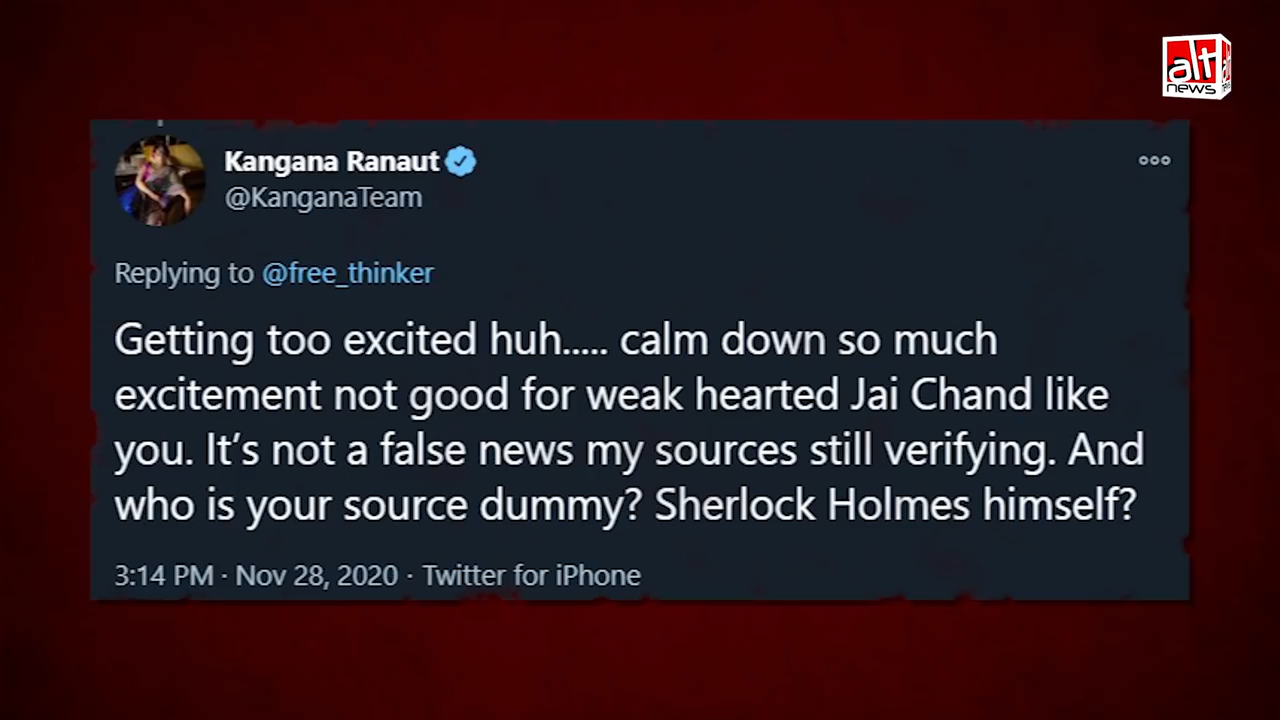 alt
news
Kangana Ranaut
@KanganaTeam
Replying to @free_thinker
Getting too excited huh..... calm down so much
excitement not good for weak hearted Jai Chand like
you. It’s not a false news my sources still verifying. And
who is your source dummy? Sherlock Holmes himself?
3:14 PM · Nov 28, 2020 · Twitter for iPhone